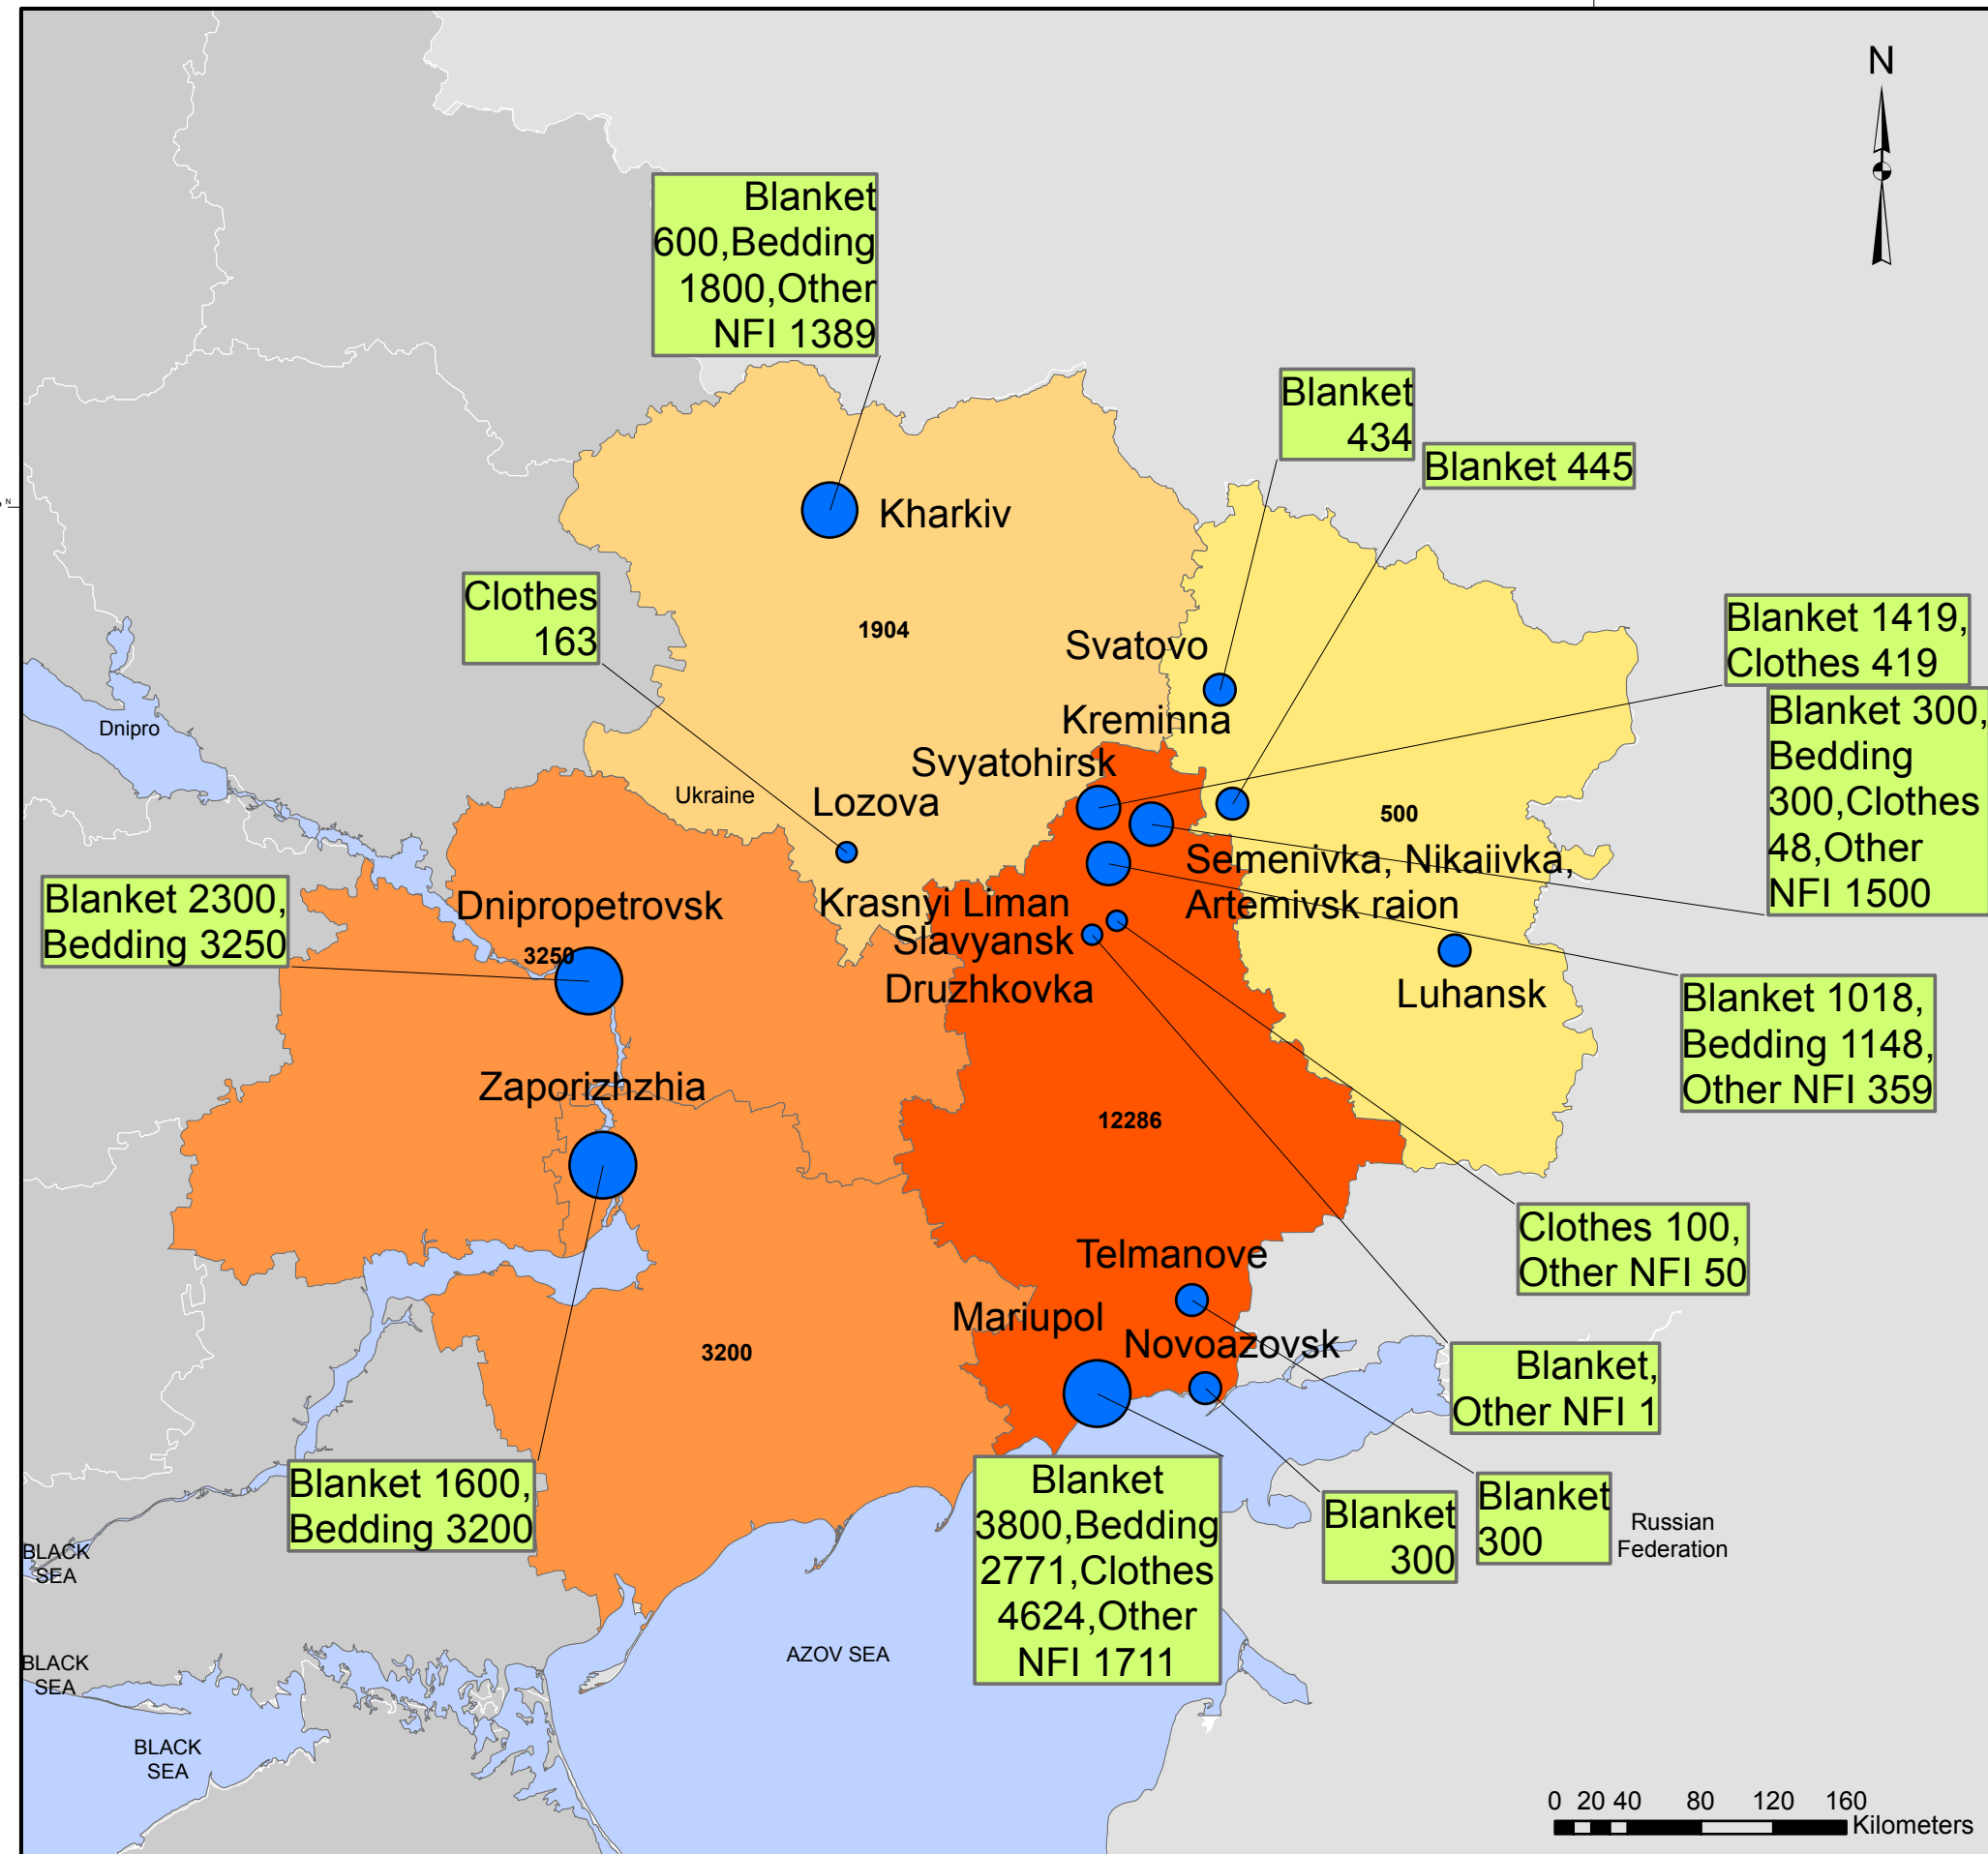 N
Blanket
600,Bedding
1800,Other
NFI 1389
Blanket
434
Blanket 445
N
Kharkiv
Clothes
163
Blanket 1419,
Clothes 419
1904
Svatovo
Blanket 300,
Bedding
300,Clothes
48,Other
NFI 1500
Dnipro
Kreminna
Svyatohirsk
Ukraine
Lozova
500
Semenivka, Nikaiivka,
Artemivsk raion
Blanket 2300,
Bedding 3250
Dnipropetrovsk
3250
Krasnyi Liman
Slavyansk
Druzhkovka
Luhansk
Blanket 1018,
Bedding 1148,
Other NFI 359
Zaporizhzhia
12286
Clothes 100,
Other NFI 50
Telmanove
Mariupol
Novoazovsk
3200
Blanket,
Other NFI 1
Blanket 1600,
Bedding 3200
Blanket
3800,Bedding
2771,Clothes
4624,Other
NFI 1711
Blanket
300
Blanket
300
Russian
Federation
BLACK
SEA
BLACK
SEA
AZOV SEA
BLACK
SEA
0 20 40 80 120 160
Kilometers